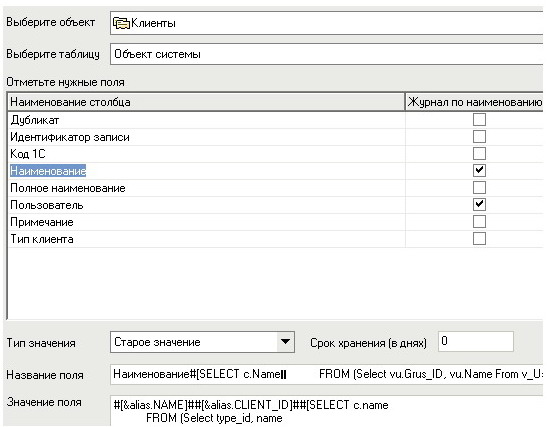 Выберите объект Клиенты
Выберите таблицу Объект системы
Отметьте нужные поля
Наименование столбца Журнал по наименованию
Дубликат
Идентификатор записи
Код 1С
Наименование
Полное наименование
Пользователь
Примечание
Тип клиента
Тип значения Старое значение Срок хранения (в днях) 0
Название поля Наименование#[SELECT c.Name|| FROM (Select vu.Grus_ID, vu.Name From v_U
Значение поля #[&alias.NAME]##[&alias.CLIENT_ID]##[SELECT c.name
FROM (Select type_id, name